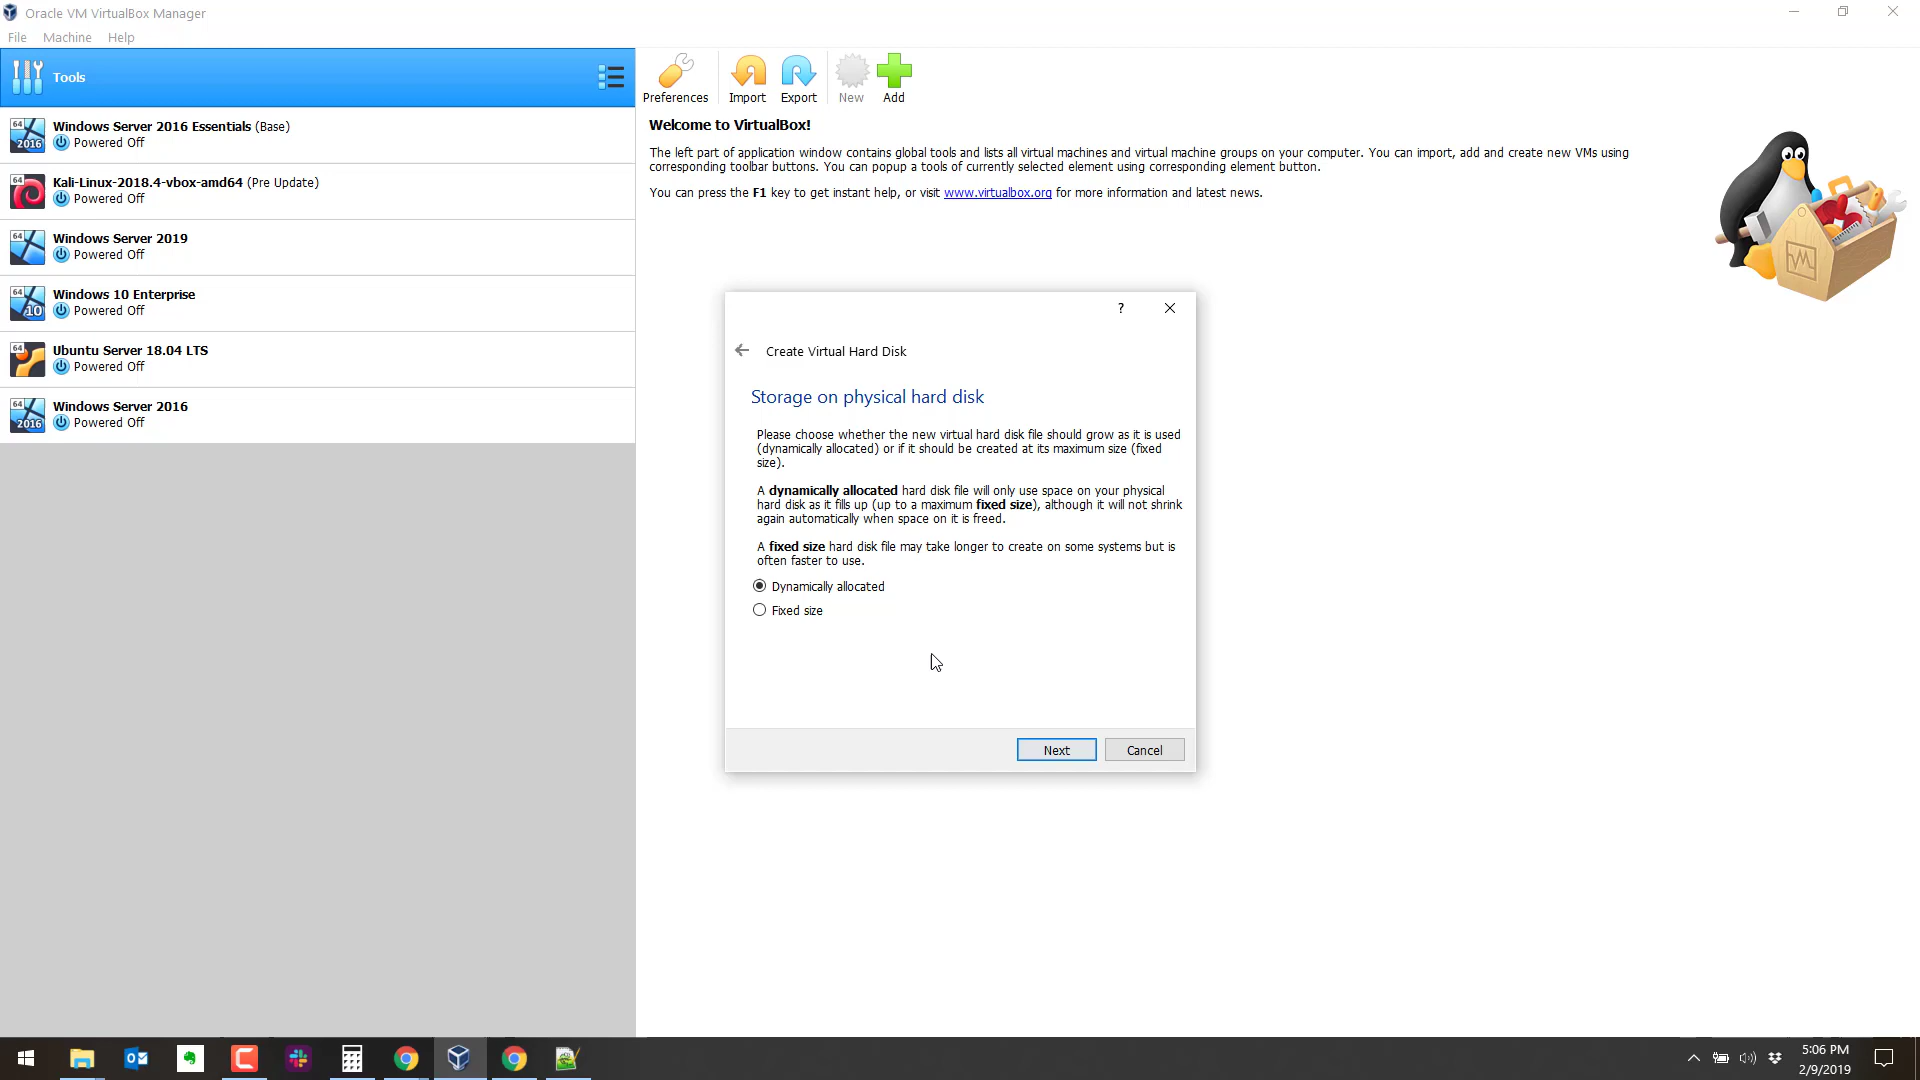 Oracle VM VirtualBox Manager
File Machine Help
Tools
Preferences Import Export New Add
64
2016
Windows Server 2016 Essentials (Base)
Powered Off
64
Kali-Linux-2018.4-vbox-amd64 (Pre Update)
Powered Off
64
Windows Server 2019
Powered Off
64
10
Windows 10 Enterprise
Powered Off
64
Ubuntu Server 18.04 LTS
Powered Off
64
2016
Windows Server 2016
Powered Off
Welcome to VirtualBox!
The left part of application window contains global tools and lists all virtual machines and virtual machine groups on your computer. You can import, add and create new VMs using
corresponding toolbar buttons. You can popup a tools of currently selected element using corresponding element button.
You can press the F1 key to get instant help, or visit www.virtualbox.org for more information and latest news.
?
Create Virtual Hard Disk
Storage on physical hard disk
Please choose whether the new virtual hard disk file should grow as it is used
(dynamically allocated) or if it should be created at its maximum size (fixed
size).
A dynamically allocated hard disk file will only use space on your physical
hard disk as it fills up (up to a maximum fixed size), although it will not shrink
again automatically when space on it is freed.
A fixed size hard disk file may take longer to create on some systems but is
often faster to use.
Dynamically allocated
Fixed size
Next Cancel
5:06 PM
2/9/2019